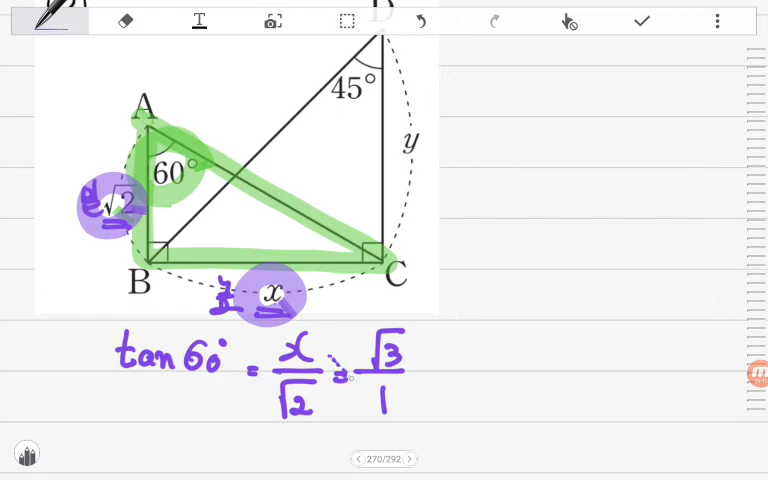 T
D
45°
A
y
60°
√2
B
x
C
tan 60° = x/√2 = √3/1
270/292